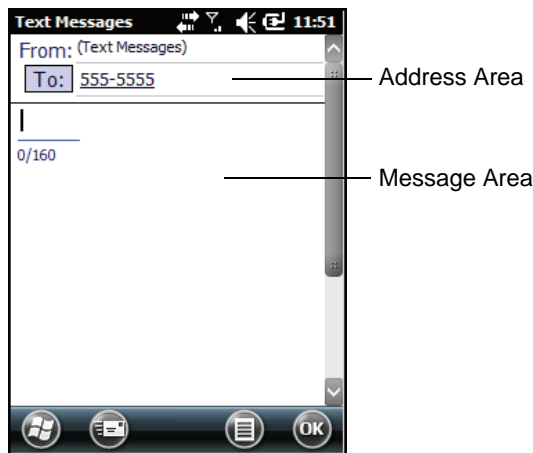 Text Messages 11:51
From: (Text Messages)
To: 555-5555
Address Area
0/160
Message Area
OK